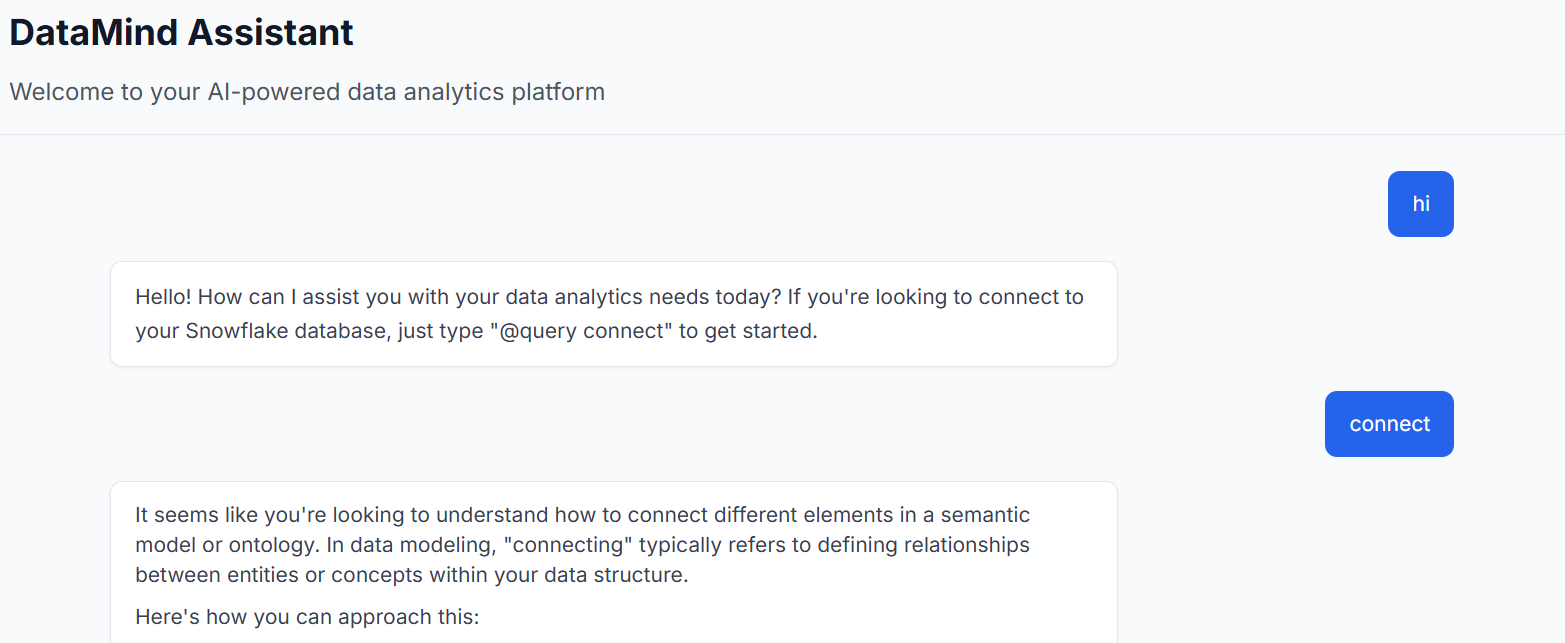 DataMind Assistant
Welcome to your AI-powered data analytics platform
hi
Hello! How can I assist you with your data analytics needs today? If you're looking to connect to
your Snowflake database, just type "@query connect" to get started.
connect
It seems like you're looking to understand how to connect different elements in a semantic
model or ontology. In data modeling, "connecting" typically refers to defining relationships
between entities or concepts within your data structure.
Here's how you can approach this: